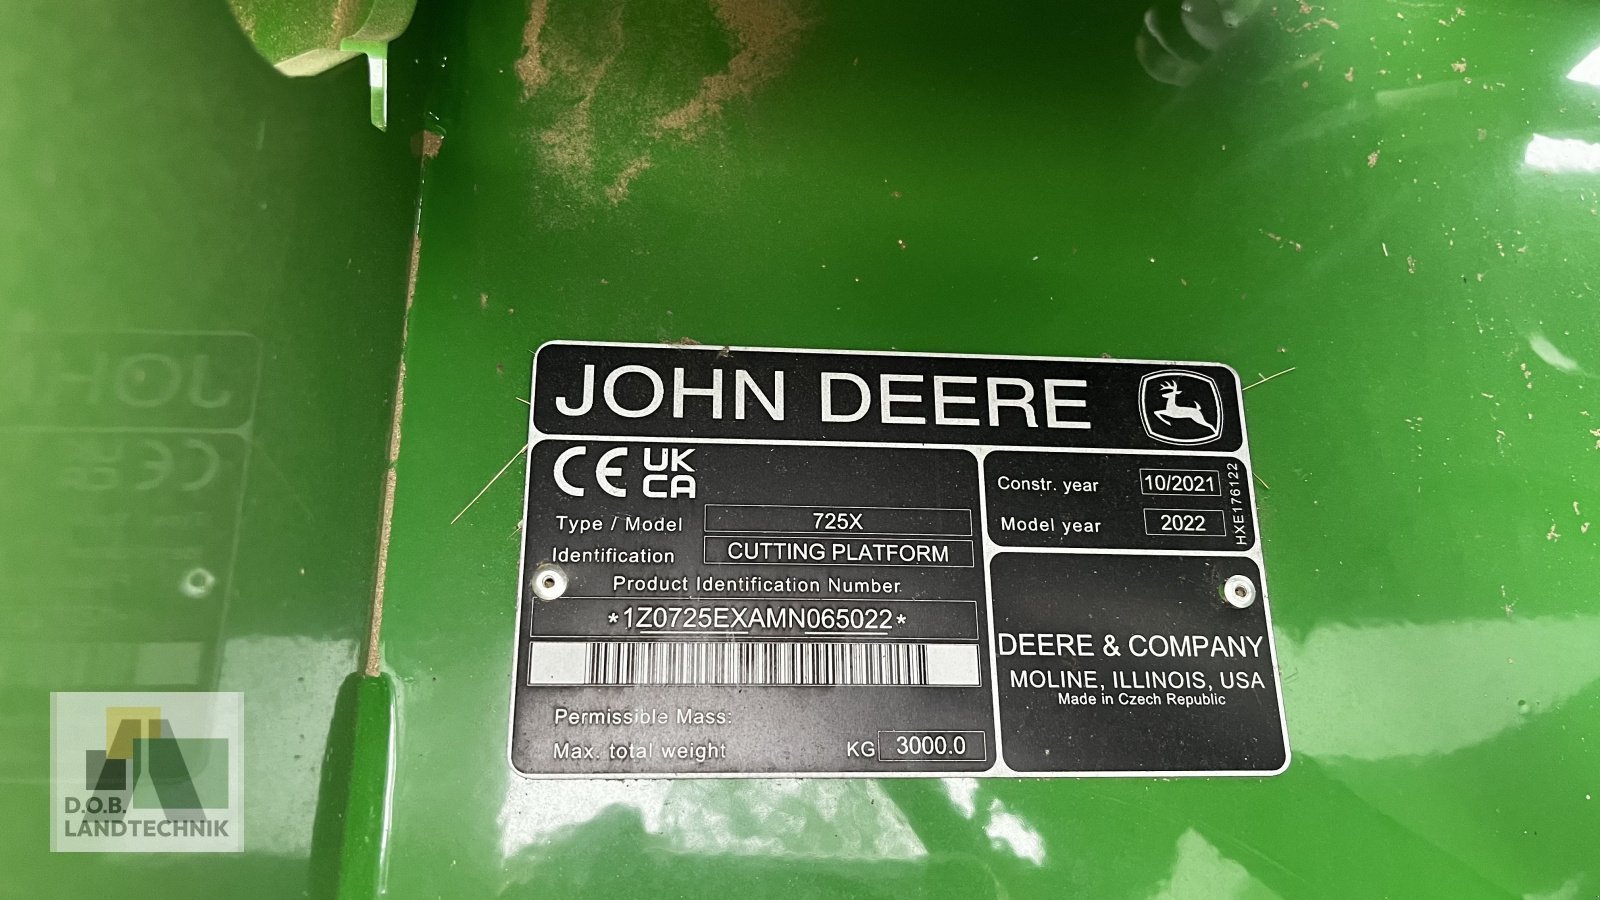 JOHN DEERE
CE UK
CA
Type / Model 725X
Identification CUTTING PLATFORM
Product Identification Number
*1Z0725EXAMN065022*
Permissible Mass:
Max. total weight KG 3000.0
Constr. year 10/2021
Model year 2022
HXE176122
DEERE & COMPANY
MOLINE, ILLINOIS, USA
Made in Czech Republic
D.O.B.
LANDTECHNIK